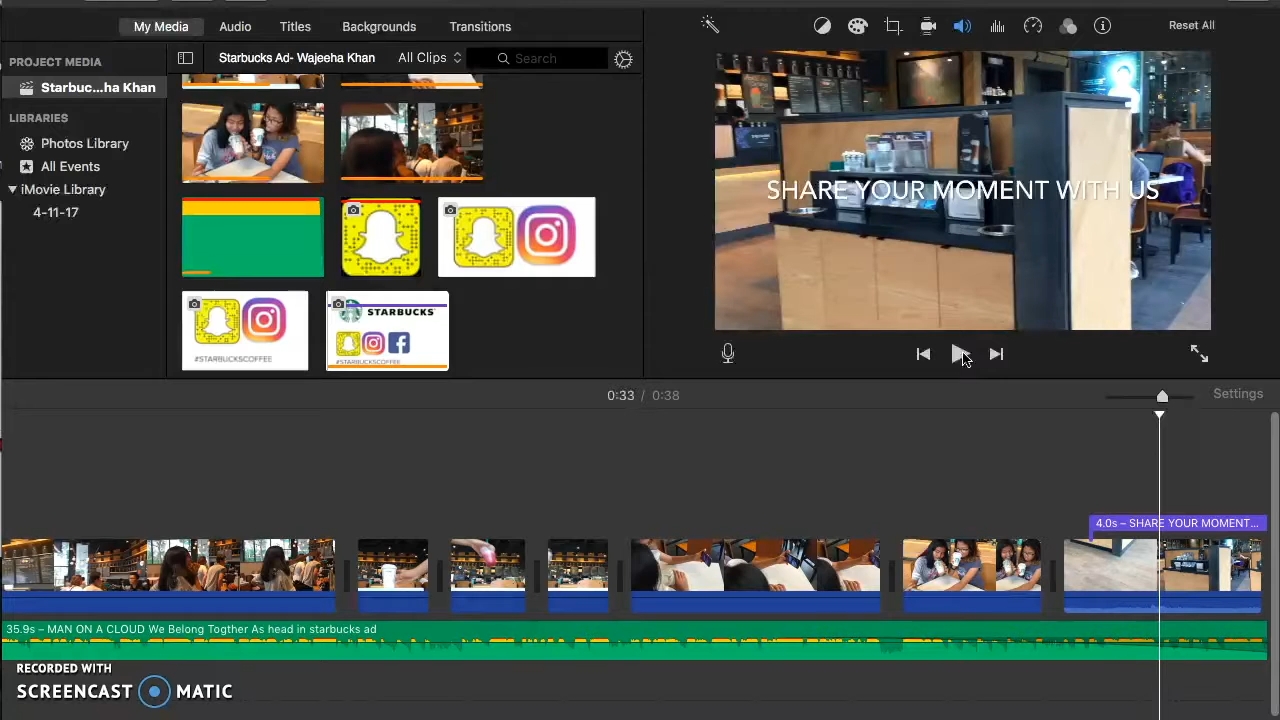 My Media
Audio
Titles
Backgrounds
Transitions
Reset All
PROJECT MEDIA
Starbucks Ad- Wajeeha Khan
All Clips
Search
Starbuc...ha Khan
LIBRARIES
Photos Library
All Events
iMovie Library
4-11-17
SHARE YOUR MOMENT WITH US
#STARBUCKSCOFFEE
STARBUCKS
#STARBUCKSCOFFEE
0:33 / 0:38
Settings
4.0s – SHARE YOUR MOMENT...
35.9s – MAN ON A CLOUD We Belong Togther As head in starbucks ad
RECORDED WITH
SCREENCAST MATIC